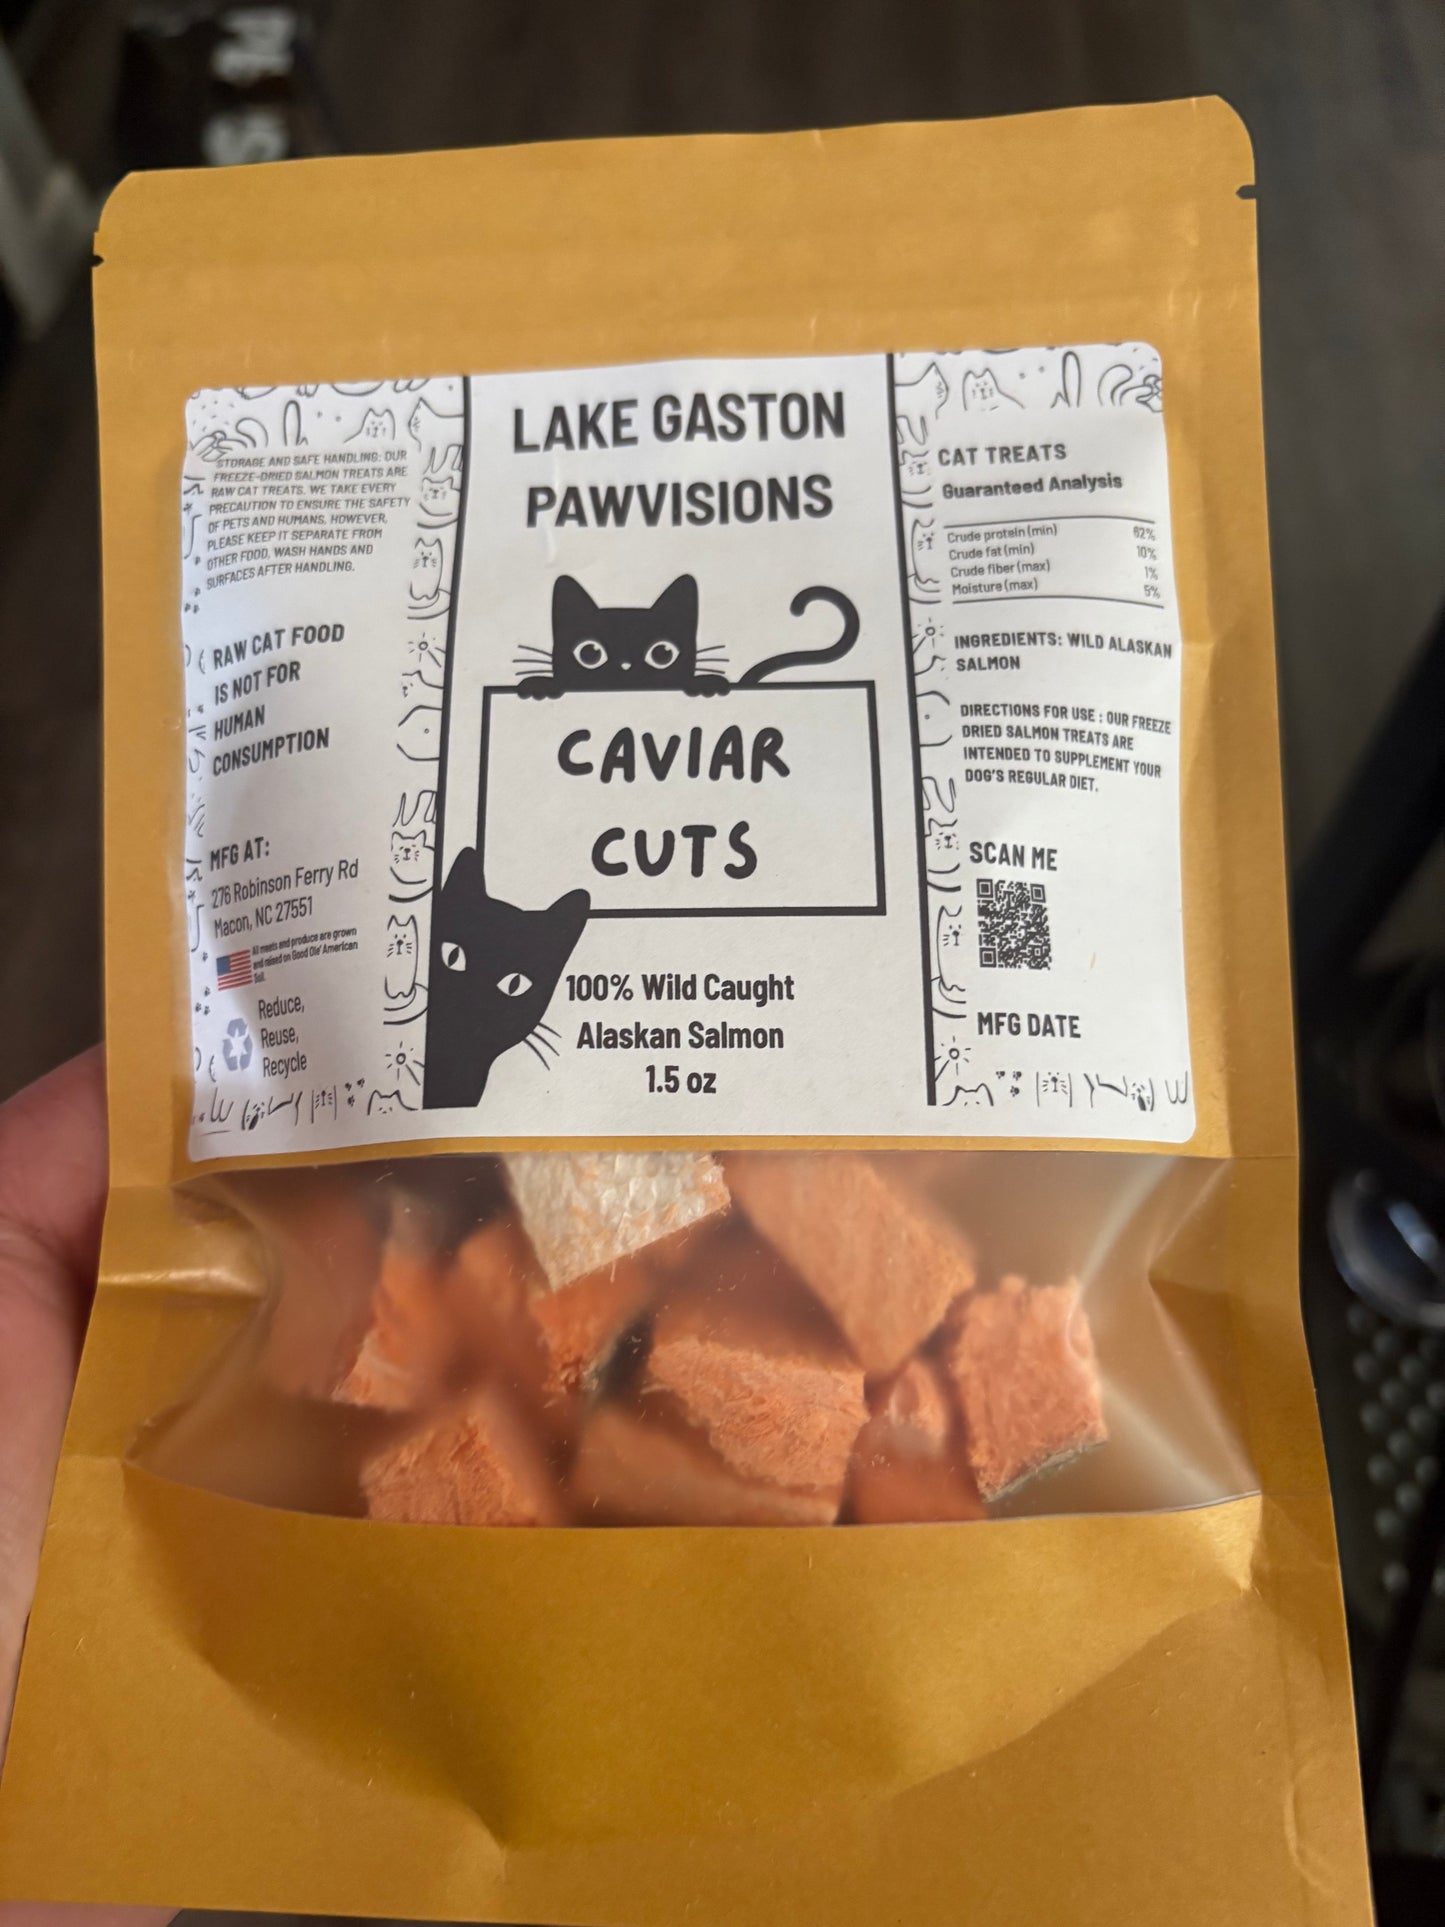 LAKE GASTON
PAWVISIONS
CAVIAR
CUTS
100% Wild Caught
Alaskan Salmon
1.5 oz
STORAGE AND SAFE HANDLING: OUR
FREEZE-DRIED SALMON TREATS ARE
RAW CAT TREATS. WE TAKE EVERY
PRECAUTION TO ENSURE THE SAFETY
OF PETS AND HUMANS, HOWEVER,
PLEASE KEEP IT SEPARATE FROM
OTHER FOOD, WASH HANDS AND
SURFACES AFTER HANDLING.
RAW CAT FOOD
IS NOT FOR
HUMAN
CONSUMPTION
MFG AT:
276 Robinson Ferry Rd
Macon, NC 27551
All meets and produce are grown
and reised on Good Ole' American
Soil.
Reduce,
Reuse,
Recycle
CAT TREATS
Guaranteed Analysis
Crude protein (min) 62%
Crude fat (min) 10%
Crude fiber (max) 1%
Moisture (max) 5%
INGREDIENTS: WILD ALASKAN
SALMON
DIRECTIONS FOR USE : OUR FREEZE
DRIED SALMON TREATS ARE
INTENDED TO SUPPLEMENT YOUR
DOG'S REGULAR DIET.
SCAN ME
MFG DATE